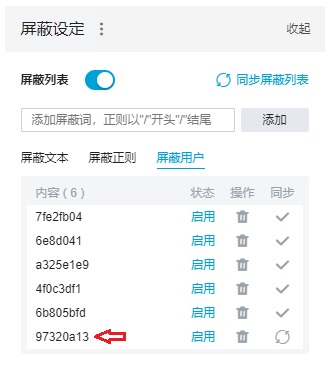 屏蔽设定 收起
屏蔽列表 同步屏蔽列表
添加屏蔽词，正则以"/"开头"/"结尾 添加
屏蔽文本 屏蔽正则 屏蔽用户
内容 ( 6 ) 状态 操作 同步
7fe2fb04 启用
6e8d041 启用
a325e1e9 启用
4f0c3df1 启用
6b805bfd 启用
97320a13 启用